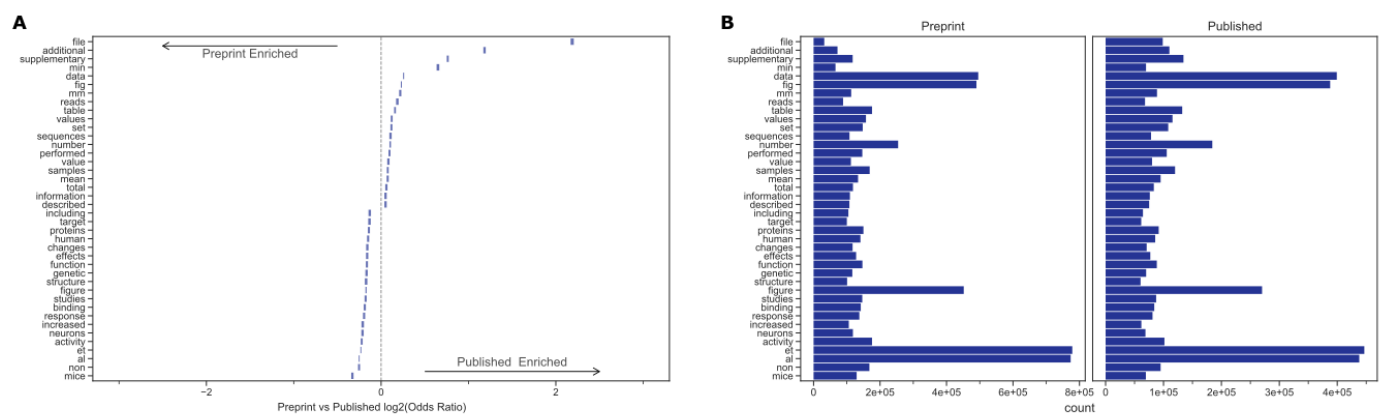 A
file
additional
supplementary
min
data
fig
mm
reads
table
values
set
sequences
number
performed
value
samples
mean
total
information
described
including
target
proteins
human
changes
effects
function
genetic
structure
figure
studies
binding
response
increased
neurons
activity
et
al
non
mice
Preprint Enriched
Published Enriched
−2
0
2
Preprint vs Published log2(Odds Ratio)
B
Preprint
Published
file
additional
supplementary
min
data
fig
mm
reads
table
values
set
sequences
number
performed
value
samples
mean
total
information
described
including
target
proteins
human
changes
effects
function
genetic
structure
figure
studies
binding
response
increased
neurons
activity
et
al
non
mice
0
2e+05
4e+05
6e+05
8e+05
0
1e+05
2e+05
3e+05
4e+05
count